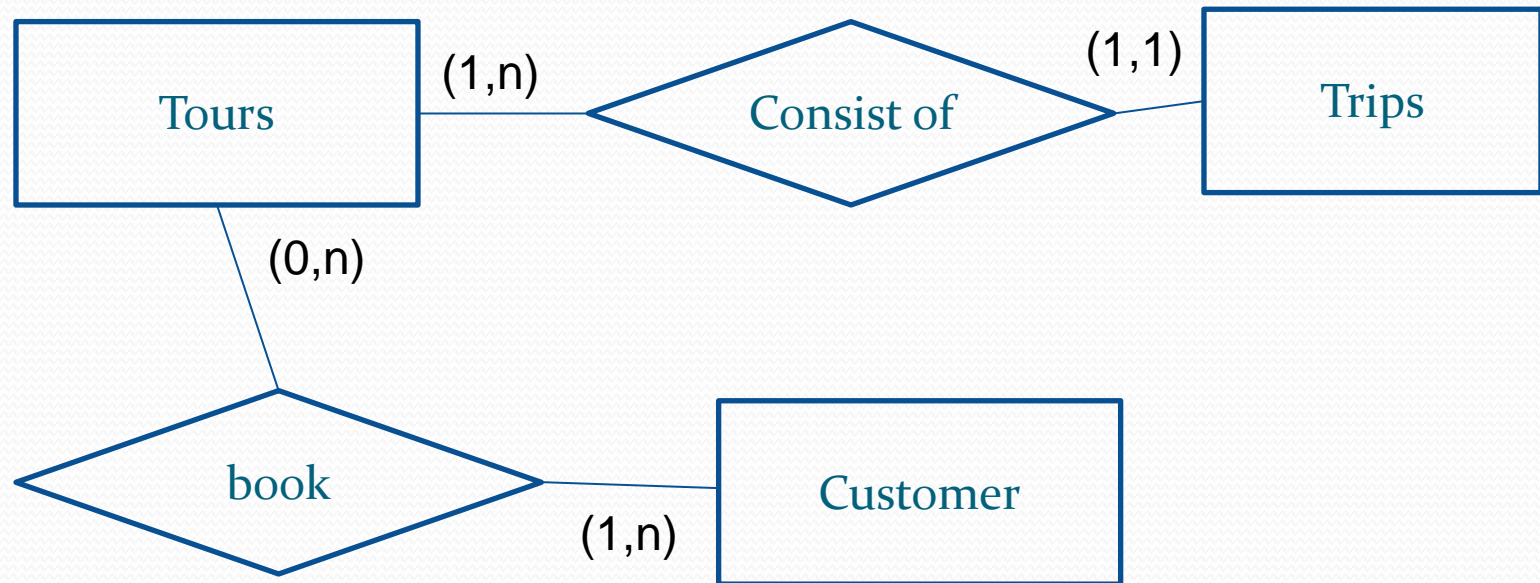 Tours
(1,n)
Consist of
(1,1)
Trips
(0,n)
book
(1,n)
Customer